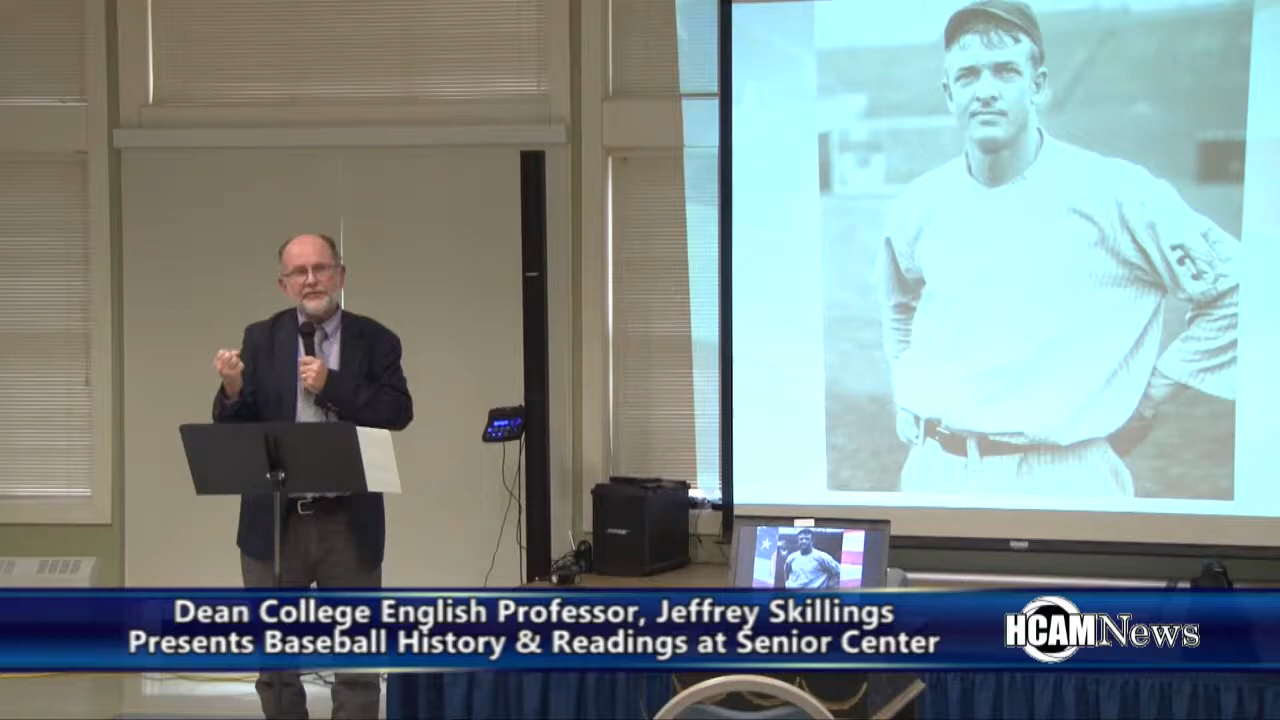 Dean College English Professor, Jeffrey Skillings
Presents Baseball History & Readings at Senior Center
HCAMNews